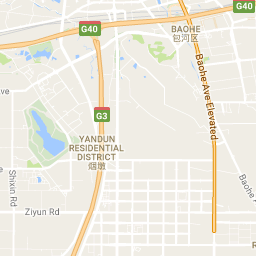 G40
G40
BAOHE
包河区
Baohe Ave Elevated
ve
G3
YANDUN
RESIDENTIAL
DISTRICT
烟墩
Shixin Rd
Baohe A
Ziyun Rd
R